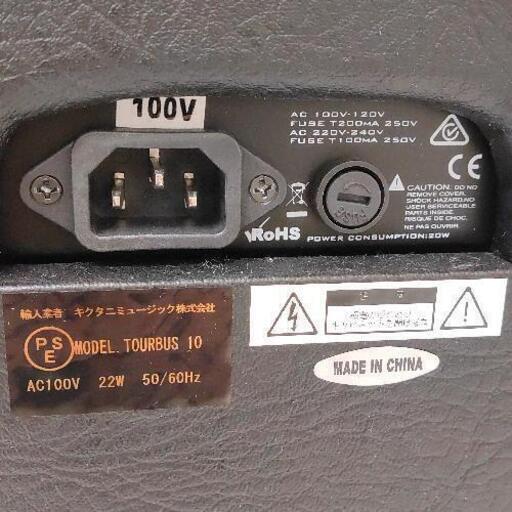 100V
AC 100V-120V
FUSE T200MA 250V
AC 220V-240V
FUSE T100MA 250V
CE
CAUTION. DO NO
REMOVE COVER.
SHOCK HAZARD.NO
USER SERVICEABLE
PARTS INSIDE.
RISQUE DE CHOC.
NE PAS OUVRIR.
RoHS
POWER CONSUMPTION:20W
輸入業者 キクタニミュージック株式会社
PSE
MODEL. TOURBUS 10
AC100V 22W 50/60Hz
MADE IN CHINA